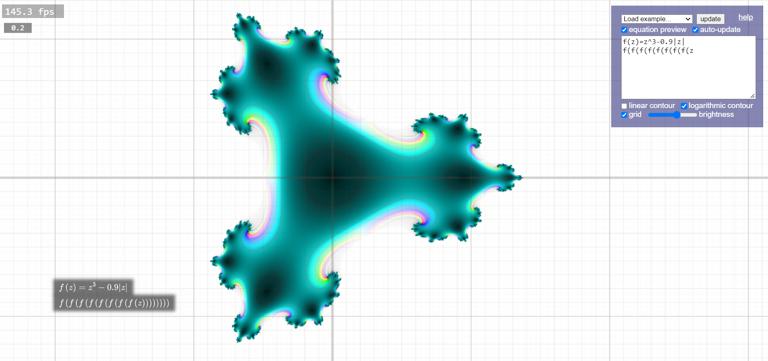 145.3 fps
0.2
Load example... update help
equation preview auto-update
f(z)=z^3-0.9|z|
f(f(f(f(f(f(f(f(z
linear contour logarithmic contour
grid brightness
f(z) = z³ − 0.9|z|
f(f(f(f(f(f(f(f(z))))))))